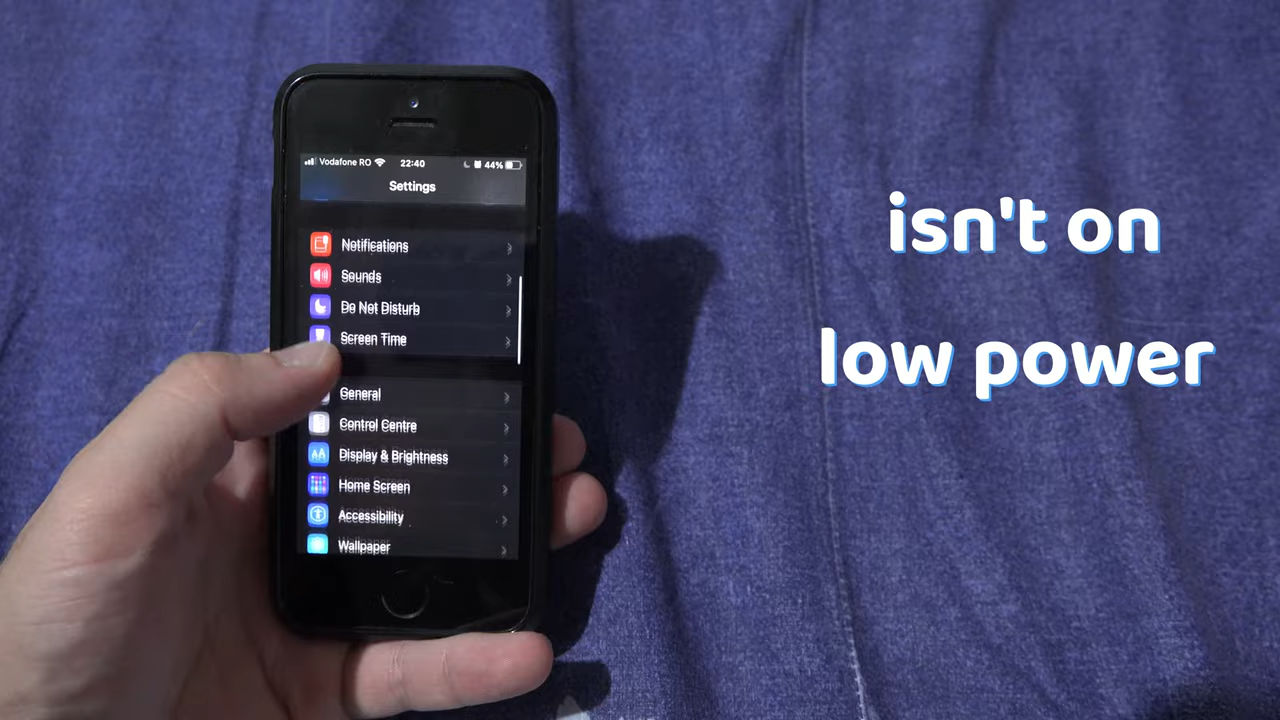 Vodafone RO 22:40 44%
Settings
Notifications
Sounds
Do Not Disturb
Screen Time
General
Control Centre
Display & Brightness
AA
Home Screen
Accessibility
Wallpaper
isn't on
low power